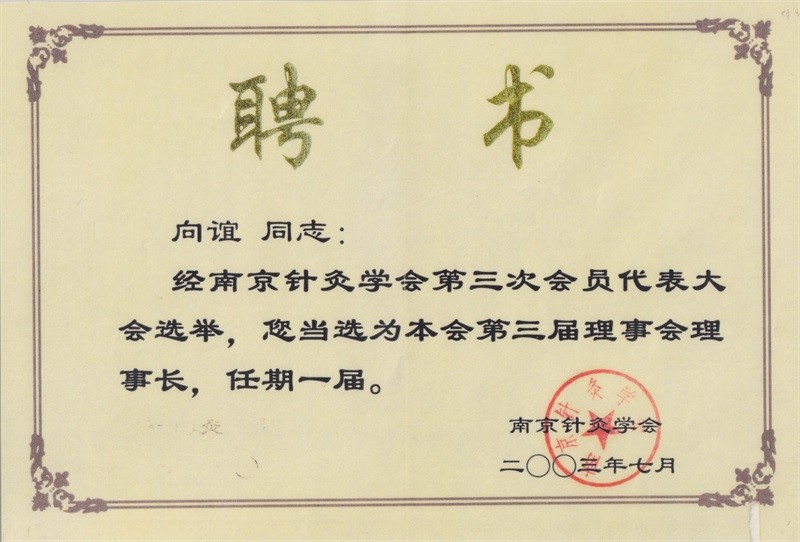 聘书
向谊 同志：
经南京针灸学会第三次会员代表大
会选举，您当选为本会第三届理事会理
事长，任期一届。
南京针灸学会
二〇〇三年七月